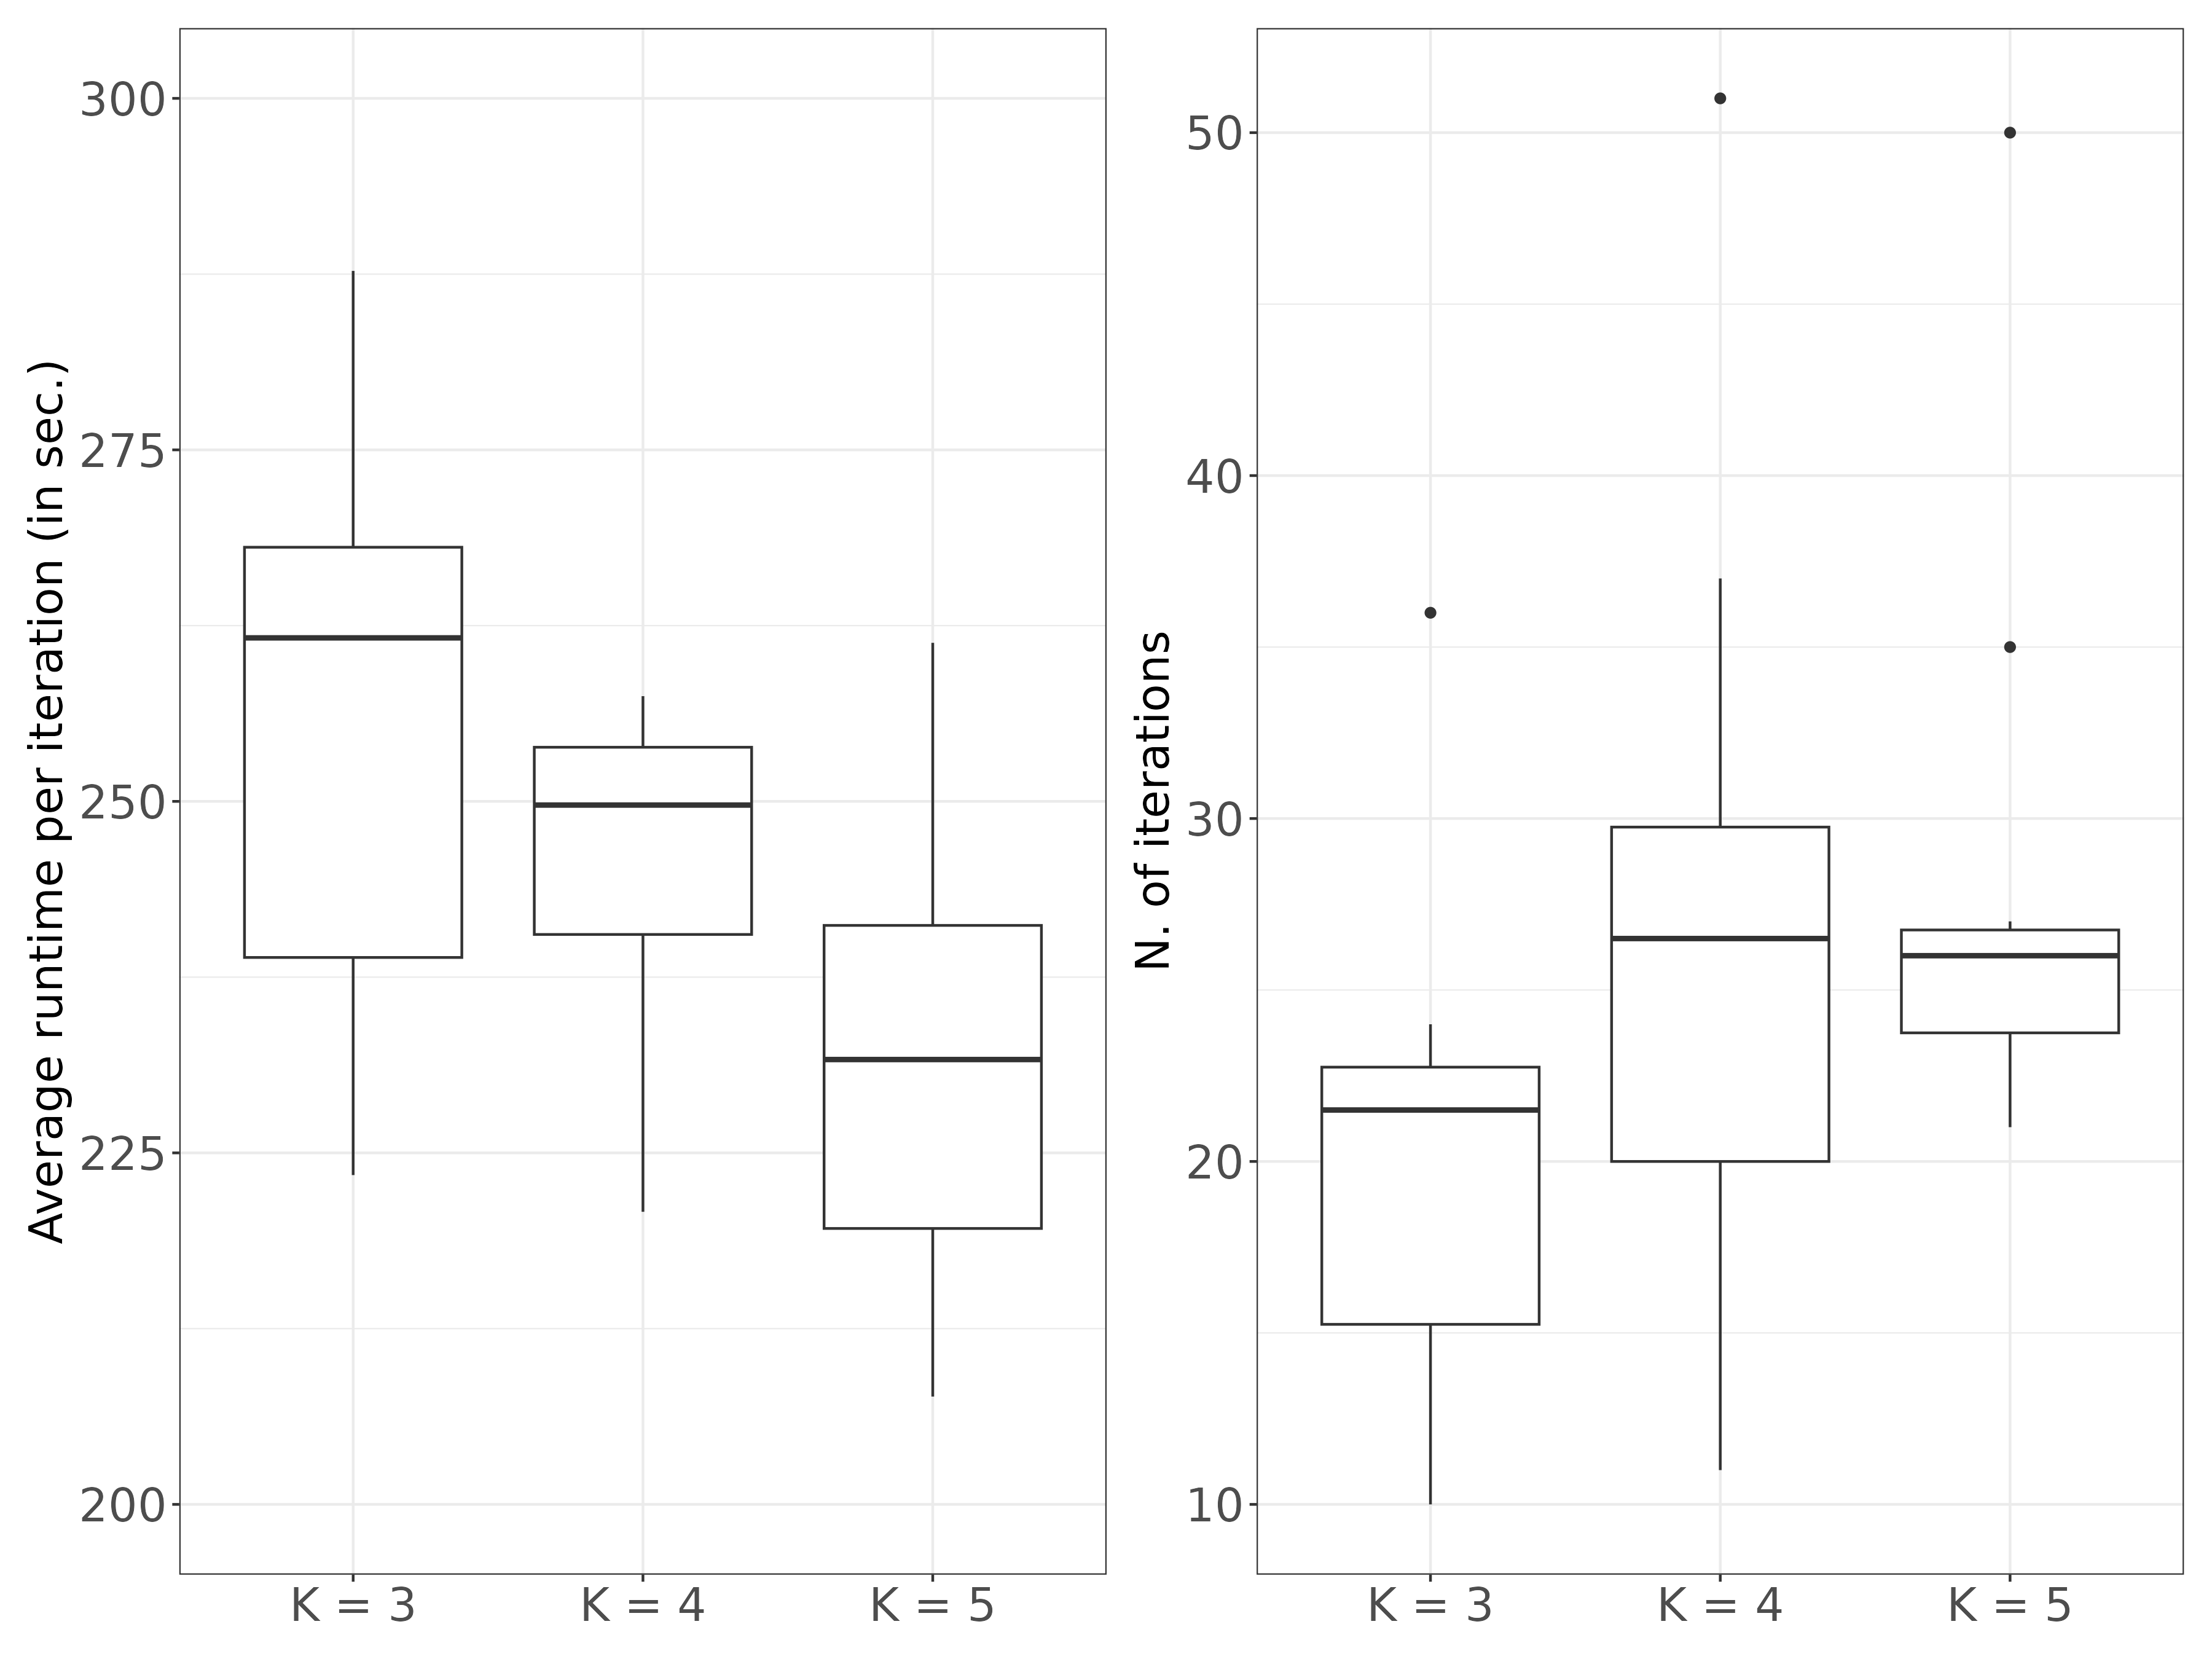 Average runtime per iteration (in sec.)
300
275
250
225
200
K = 3
K = 4
K = 5
N. of iterations
50
40
30
20
10
K = 3
K = 4
K = 5